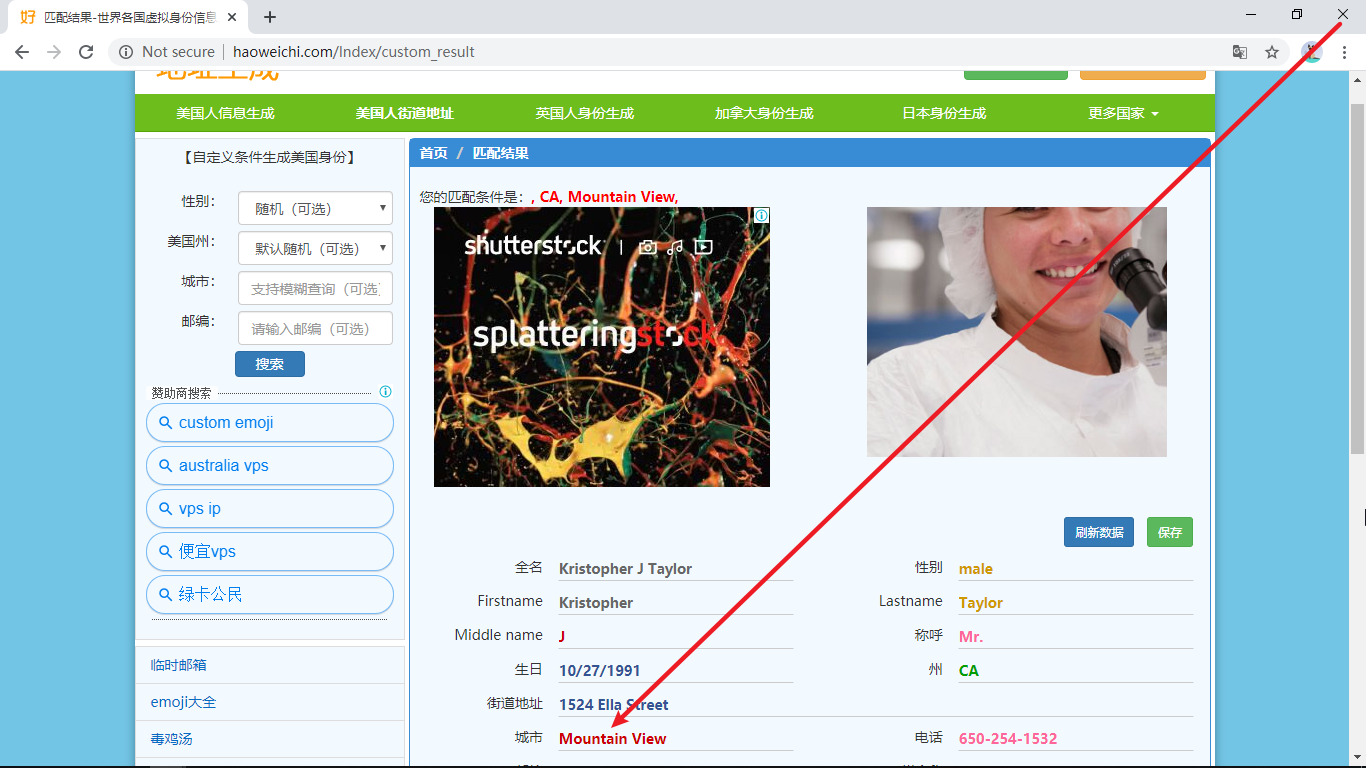 匹配结果-世界各国虚拟身份信息
Not secure | haoweichi.com/Index/custom_result
地址生成
美国人信息生成 美国人街道地址 英国人身份生成 加拿大身份生成 日本身份生成 更多国家
【自定义条件生成美国身份】
性别: 随机（可选）
美国州: 默认随机（可选）
城市: 支持模糊查询（可选）
邮编: 请输入邮编（可选）
搜索
赞助商搜索
custom emoji
australia vps
vps ip
便宜vps
绿卡公民
临时邮箱
emoji大全
毒鸡汤
首页 / 匹配结果
您的匹配条件是: , CA, Mountain View,
shutterstock
splatteringstock
刷新数据 保存
全名 Kristopher J Taylor 性别 male
Firstname Kristopher Lastname Taylor
Middle name J 称呼 Mr.
生日 10/27/1991 州 CA
街道地址 1524 Ella Street
城市 Mountain View 电话 650-254-1532